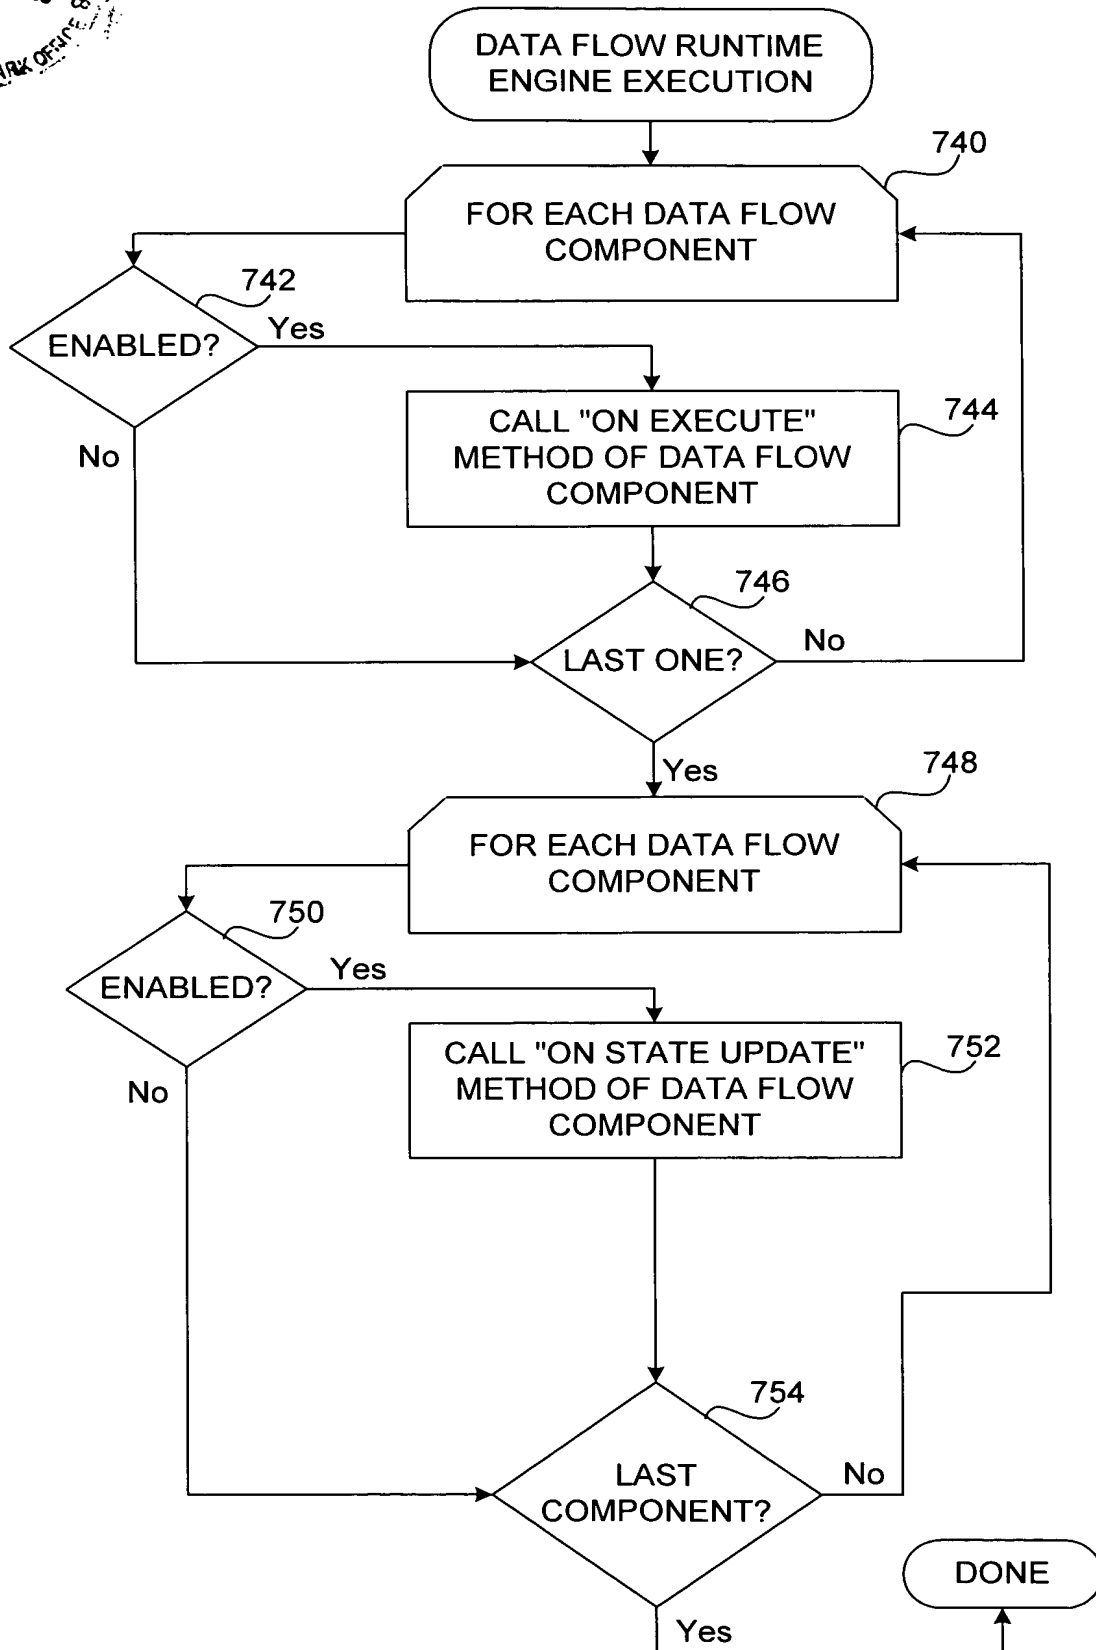 DATA FLOW RUNTIME
ENGINE EXECUTION
740
FOR EACH DATA FLOW
COMPONENT
742
ENABLED?
Yes
No
CALL "ON EXECUTE"
METHOD OF DATA FLOW
COMPONENT
744
746
LAST ONE?
No
Yes
748
FOR EACH DATA FLOW
COMPONENT
750
ENABLED?
Yes
No
CALL "ON STATE UPDATE"
METHOD OF DATA FLOW
COMPONENT
752
754
LAST
COMPONENT?
No
Yes
DONE